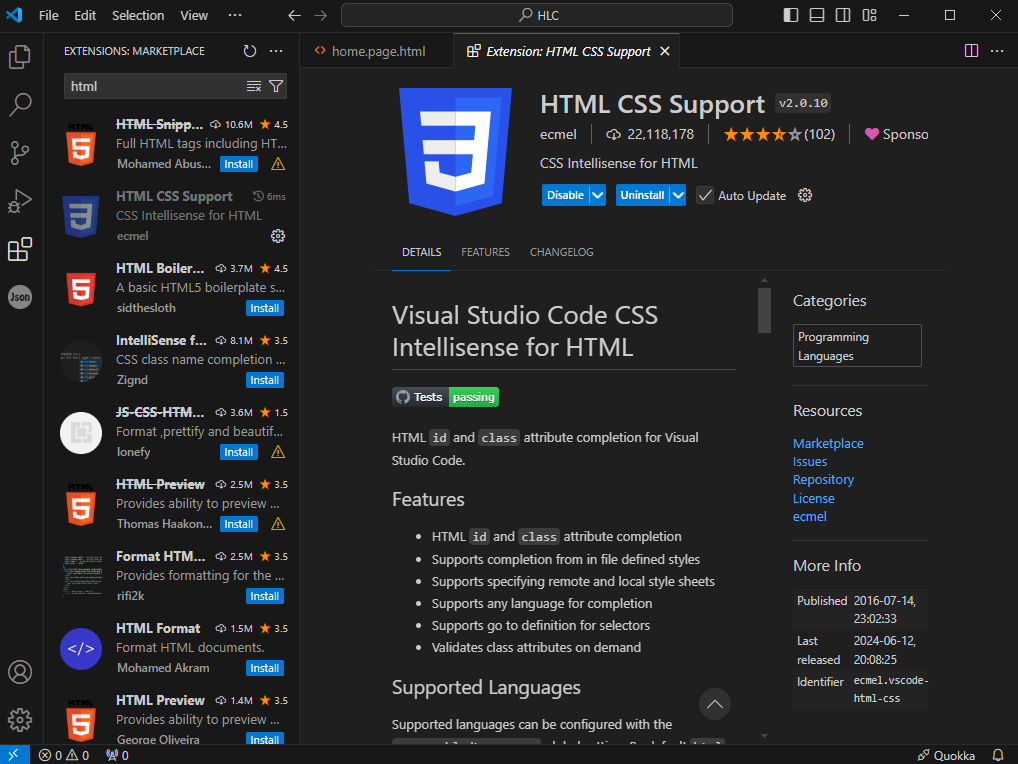 File Edit Selection View ··· HLC
EXTENSIONS: MARKETPLACE ···
html
HTML Snipp... 10.6M 4.5
Full HTML tags including HT...
Mohamed Abus... Install
HTML CSS Support 6ms
CSS Intellisense for HTML
ecmel
HTML Boiler... 3.7M 4.5
A basic HTML5 boilerplate s...
sidthesloth Install
IntelliSense f... 8.1M 3.5
CSS class name completion ...
Zignd Install
JS-CSS-HTM... 3.6M 1.5
Format ,prettify and beautif...
lonefy Install
HTML Preview 2.5M 3.5
Provides ability to preview ...
Thomas Haakon... Install
Format HTM... 2.5M 3.5
Provides formatting for the ...
rifi2k Install
HTML Format 1.5M 3.5
Format HTML documents.
Mohamed Akram Install
HTML Preview 1.4M 3.5
Provides ability to preview ...
George Oliveira Install
Json
home.page.html Extension: HTML CSS Support
HTML CSS Support v2.0.10
ecmel 22,118,178 (102) Sponso
CSS Intellisense for HTML
Disable Uninstall Auto Update
DETAILS FEATURES CHANGELOG
Visual Studio Code CSS
Intellisense for HTML
Tests passing
HTML id and class attribute completion for Visual
Studio Code.
Features
• HTML id and class attribute completion
• Supports completion from in file defined styles
• Supports specifying remote and local style sheets
• Supports any language for completion
• Supports go to definition for selectors
• Validates class attributes on demand
Supported Languages
Supported languages can be configured with the
Categories
Programming
Languages
Resources
Marketplace
Issues
Repository
License
ecmel
More Info
Published 2016-07-14,
23:02:33
Last 2024-06-12,
released 20:08:25
Identifier ecmel.vscode-
html-css
0 0 0 Quokka